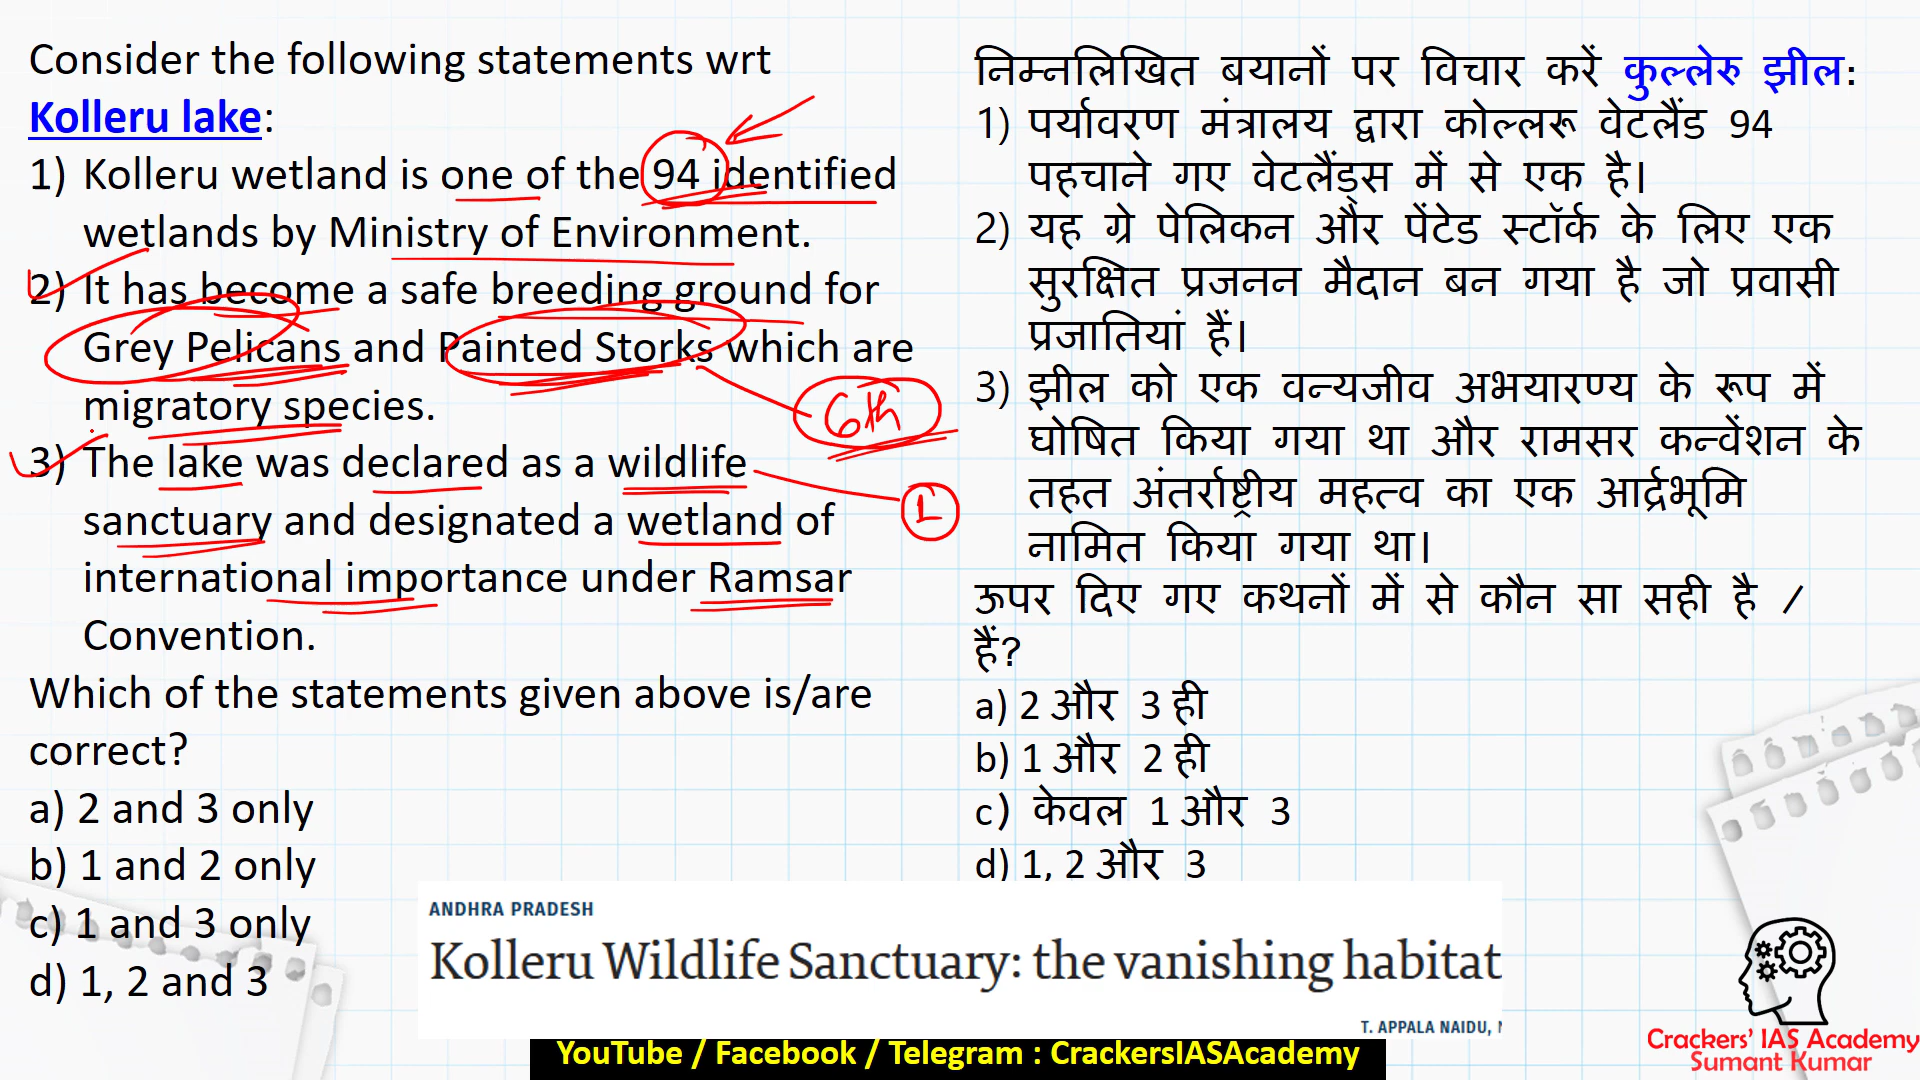 Consider the following statements wrt
Kolleru lake:
1) Kolleru wetland is one of the 94 identified
wetlands by Ministry of Environment.
2) It has become a safe breeding ground for
Grey Pelicans and Painted Storks which are
migratory species.
6th
3) The lake was declared as a wildlife
sanctuary and designated a wetland of
international importance under Ramsar
Convention.
Which of the statements given above is/are
correct?
a) 2 and 3 only
b) 1 and 2 only
c) 1 and 3 only
d) 1, 2 and 3
निम्नलिखित बयानों पर विचार करें कुल्लेरु झील:
1) पर्यावरण मंत्रालय द्वारा कोल्लरू वेटलैंड 94
पहचाने गए वेटलैंड्स में से एक है।
2) यह ग्रे पेलिकन और पेंटेड स्टॉर्क के लिए एक
सुरक्षित प्रजनन मैदान बन गया है जो प्रवासी
प्रजातियां हैं।
3) झील को एक वन्यजीव अभयारण्य के रूप में
घोषित किया गया था और रामसर कन्वेंशन के
तहत अंतर्राष्ट्रीय महत्व का एक आर्द्रभूमि
नामित किया गया था।
ऊपर दिए गए कथनों में से कौन सा सही है /
हैं?
a) 2 और 3 ही
b) 1 और 2 ही
c) केवल 1 और 3
d) 1, 2 और 3
ANDHRA PRADESH
Kolleru Wildlife Sanctuary: the vanishing habitat
T. APPALA NAIDU,
YouTube / Facebook / Telegram : CrackersIASAcademy
Crackers' IAS Academy
Sumant Kumar